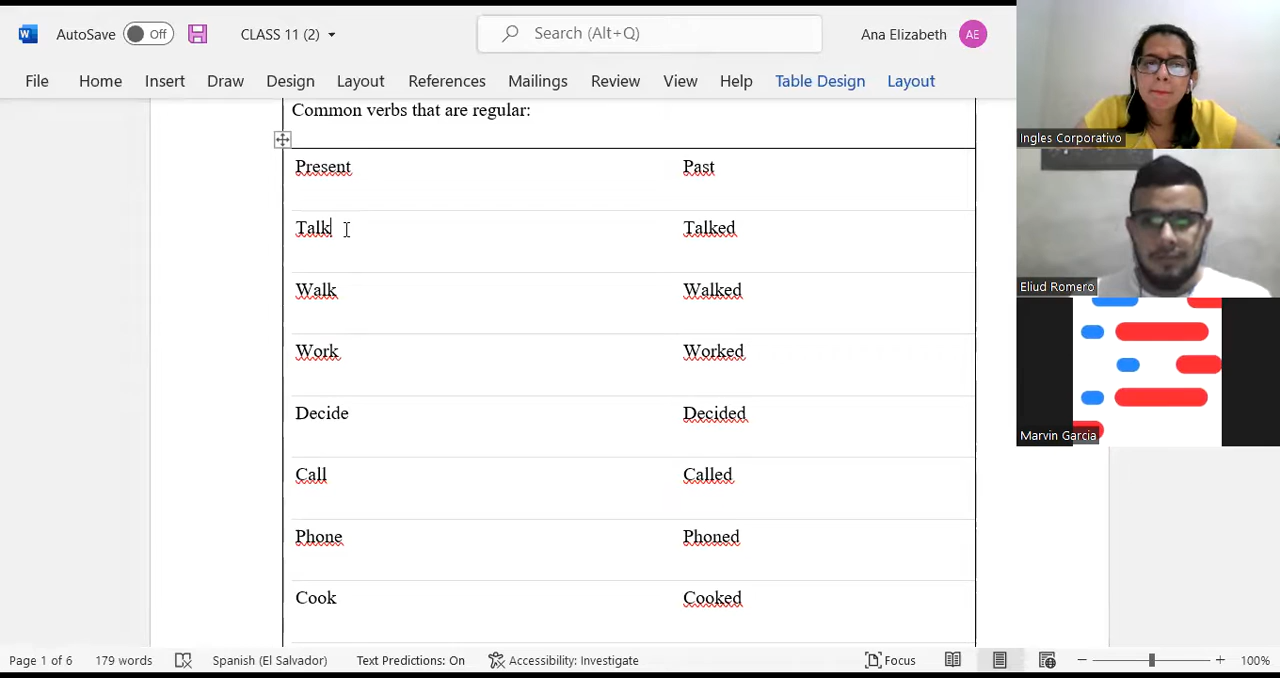 AutoSave Off CLASS 11 (2) Search (Alt+Q) Ana Elizabeth AE
File Home Insert Draw Design Layout References Mailings Review View Help Table Design Layout
Common verbs that are regular:
Present Past
Talk Talked
Walk Walked
Work Worked
Decide Decided
Call Called
Phone Phoned
Cook Cooked
Page 1 of 6 179 words Spanish (El Salvador) Text Predictions: On Accessibility: Investigate Focus 100%
Ingles Corporativo
Eliud Romero
Marvin Garcia